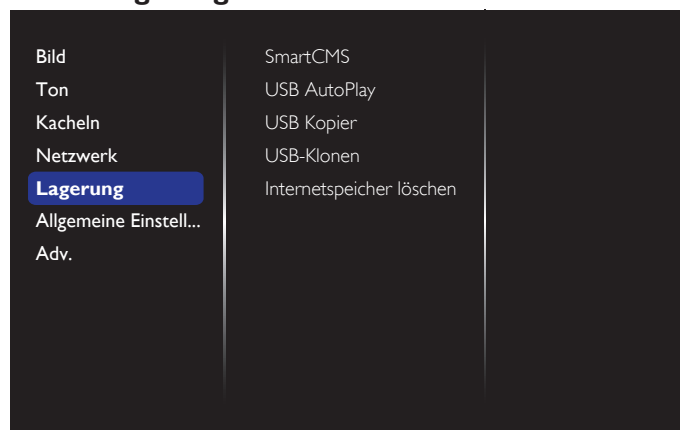 Bild
Ton
Kacheln
Netzwerk
Lagerung
Allgemeine Einstell...
Adv.
SmartCMS
USB AutoPlay
USB Kopier
USB-Klonen
Internetspeicher löschen